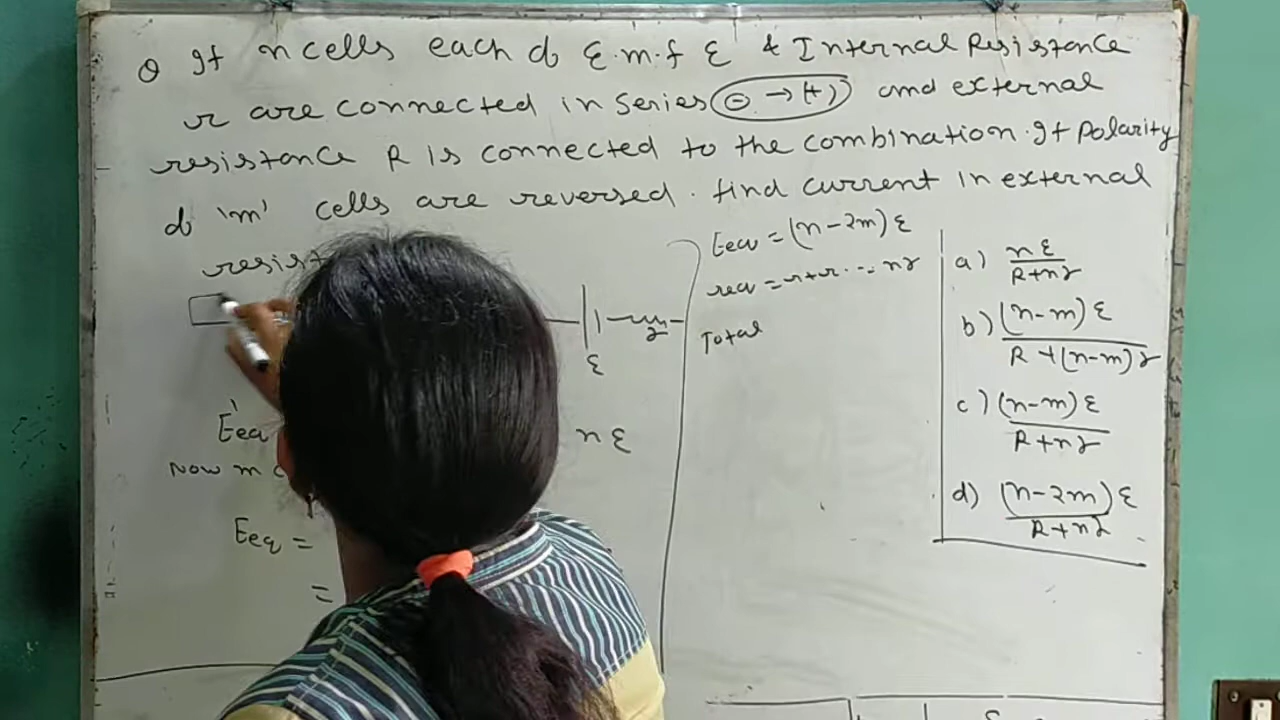 Q If n cells each of E.m.f ε & Internal Resistance
r are connected in series (- → (+)) and external
resistance R is connected to the combination. If Polarity
of 'm' cells are reversed. find current in external
resist
ε
r
Eeq
nε
Now m c
Eeq =
=
Eeq = (n-2m)ε
req = r+r... nr
Total
a) nε / R+nr
b) (n-m)ε / R+(n-m)r
c) (n-m)ε / R+nr
d) (n-2m)ε / R+nr